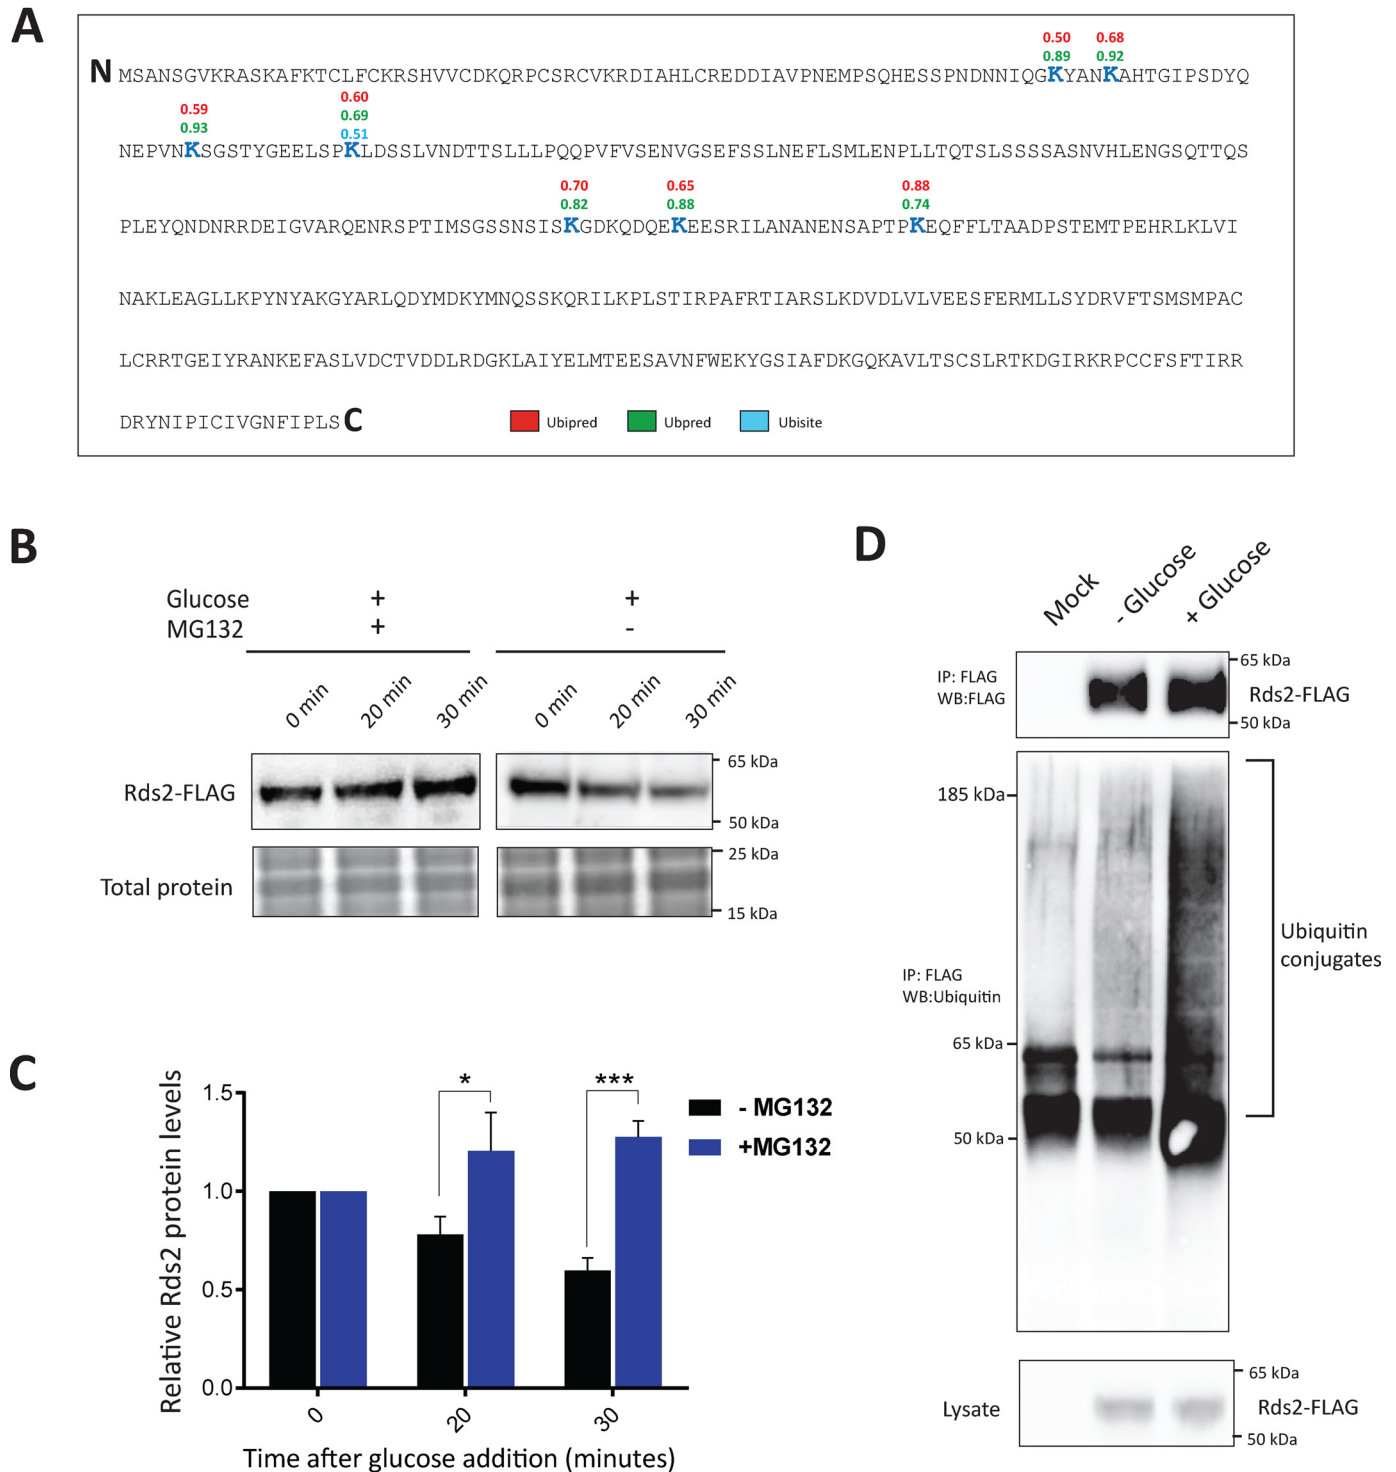 A
0.50 0.68
0.89 0.92
N MSANSGVKRASKAFKTCLFCKRSHVVCDKQRPCSRCVKRDIAHLCREDDIAVPNEMPSQHESSPNDNNIQGKYANKAHTGIPSDYQ
0.59 0.60
0.93 0.69
0.51
NEPVNKSGSTYGEELSPKLDSSLVNDTTSLLLPQQPVFVSENVGSEFSSLNEFLSMLENPLLTQTSLSSSSASNVHLENGSQTTQS
0.70 0.65 0.88
0.82 0.88 0.74
PLEYQNDNRRDEIGVARQENRSPTIMSGSSNSISKGDKQDQEKEESRILANANENSAPTPKEQFFLTAADPSTEMTPEHRLKLVI
NAKLEAGLLKPYNYAKGYARLQDYMDKYMNQSSKQRILKPLSTIRPAFRTIARSLKDVDLVLVEESFERMLLSYDRVFTSMSMPAC
LCRRTGEIYRANKEFASLVDCTVDDLRDGKLAIYELMTEESAVNFWEKYGSIAFDKGQKAVLTSCSLRTKDGIRKRPCCFSFTIRR
DRYNIPICIVGNFIPLS C
Ubipred Ubpred Ubisite
B
Glucose + +
MG132 + -
0 min 20 min 30 min 0 min 20 min 30 min
65 kDa
Rds2-FLAG
50 kDa
25 kDa
Total protein
15 kDa
C
Relative Rds2 protein levels
1.5
1.0
0.5
0.0
* ***
- MG132
+MG132
0 20 30
Time after glucose addition (minutes)
D
Mock - Glucose + Glucose
IP: FLAG
WB:FLAG
65 kDa
Rds2-FLAG
50 kDa
185 kDa
IP: FLAG
WB:Ubiquitin
65 kDa
50 kDa
Ubiquitin
conjugates
Lysate
65 kDa
Rds2-FLAG
50 kDa